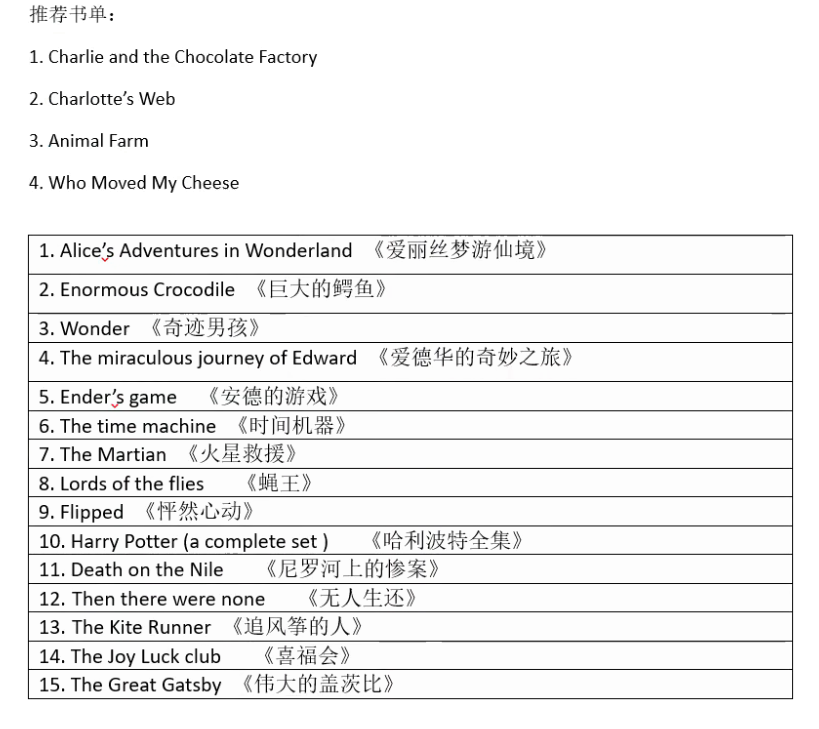 推荐书单：
1. Charlie and the Chocolate Factory
2. Charlotte’s Web
3. Animal Farm
4. Who Moved My Cheese
1. Alice’s Adventures in Wonderland 《爱丽丝梦游仙境》
2. Enormous Crocodile 《巨大的鳄鱼》
3. Wonder 《奇迹男孩》
4. The miraculous journey of Edward 《爱德华的奇妙之旅》
5. Ender’s game 《安德的游戏》
6. The time machine 《时间机器》
7. The Martian 《火星救援》
8. Lords of the flies 《蝇王》
9. Flipped 《怦然心动》
10. Harry Potter (a complete set ) 《哈利波特全集》
11. Death on the Nile 《尼罗河上的惨案》
12. Then there were none 《无人生还》
13. The Kite Runner 《追风筝的人》
14. The Joy Luck club 《喜福会》
15. The Great Gatsby 《伟大的盖茨比》